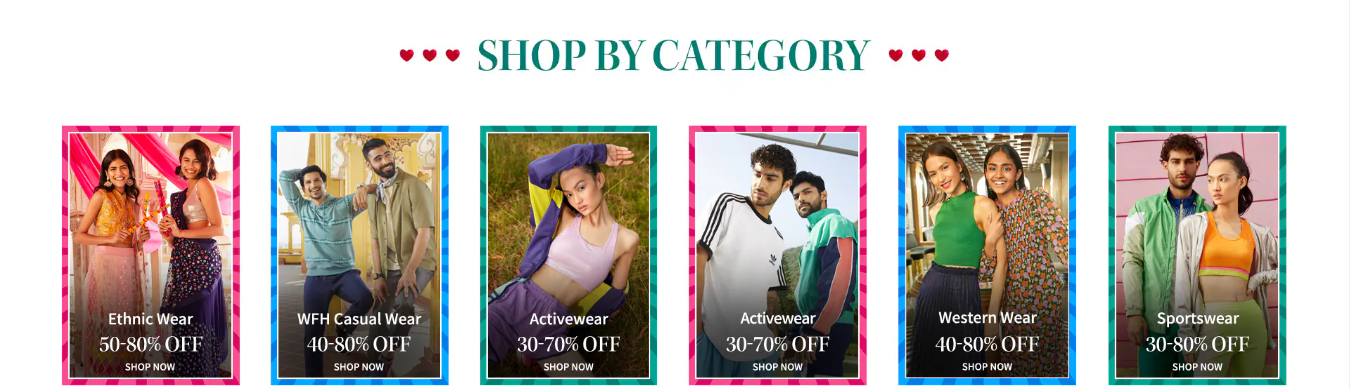 SHOP BY CATEGORY
Ethnic Wear
50-80% OFF
SHOP NOW
WFH Casual Wear
40-80% OFF
SHOP NOW
Activewear
30-70% OFF
SHOP NOW
Activewear
30-70% OFF
SHOP NOW
Western Wear
40-80% OFF
SHOP NOW
Sportswear
30-80% OFF
SHOP NOW